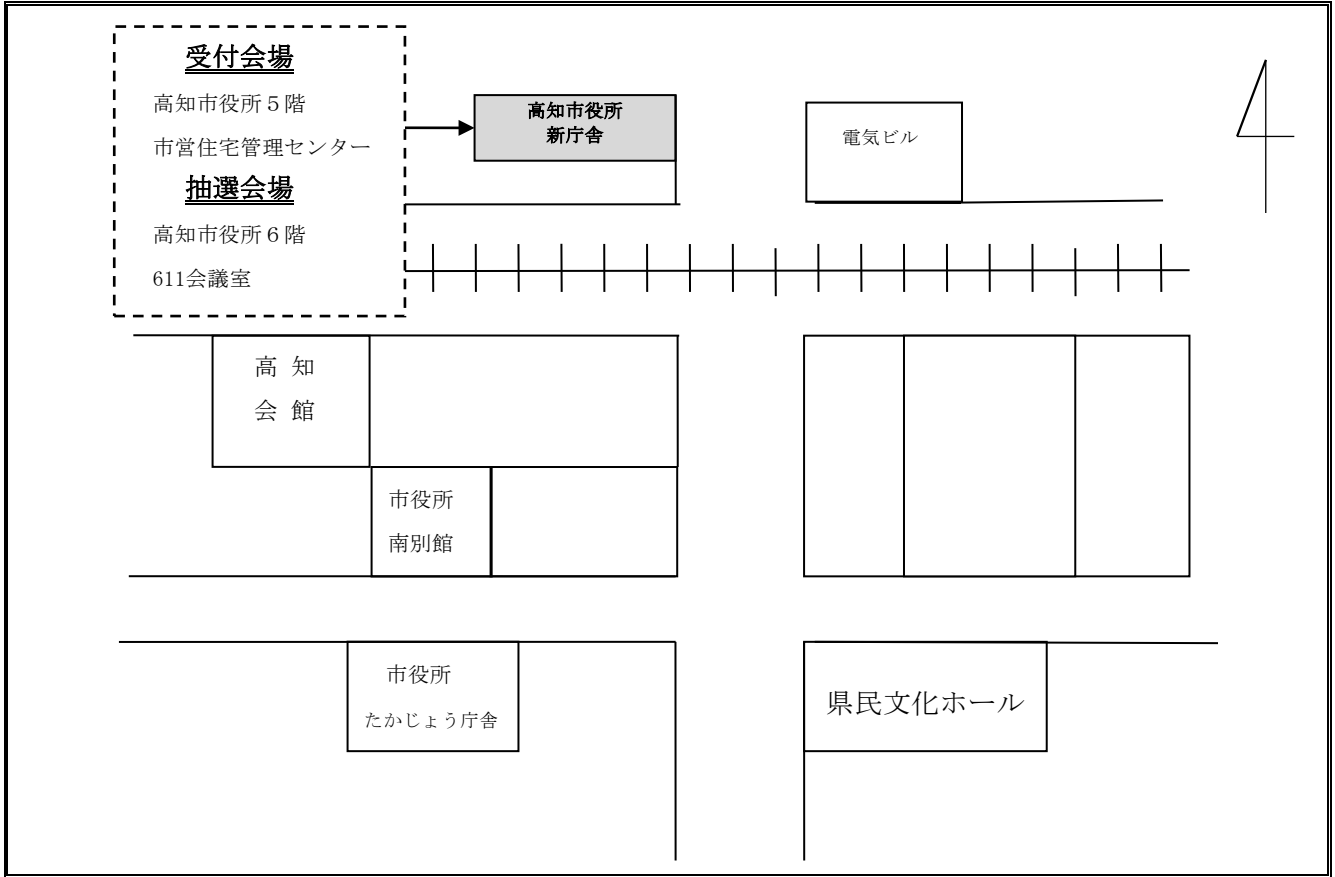 受付会場
高知市役所５階
市営住宅管理センター
抽選会場
高知市役所６階
611会議室
高知市役所
新庁舎
電気ビル
高 知
会 館
市役所
南別館
市役所
たかじょう庁舎
県民文化ホール